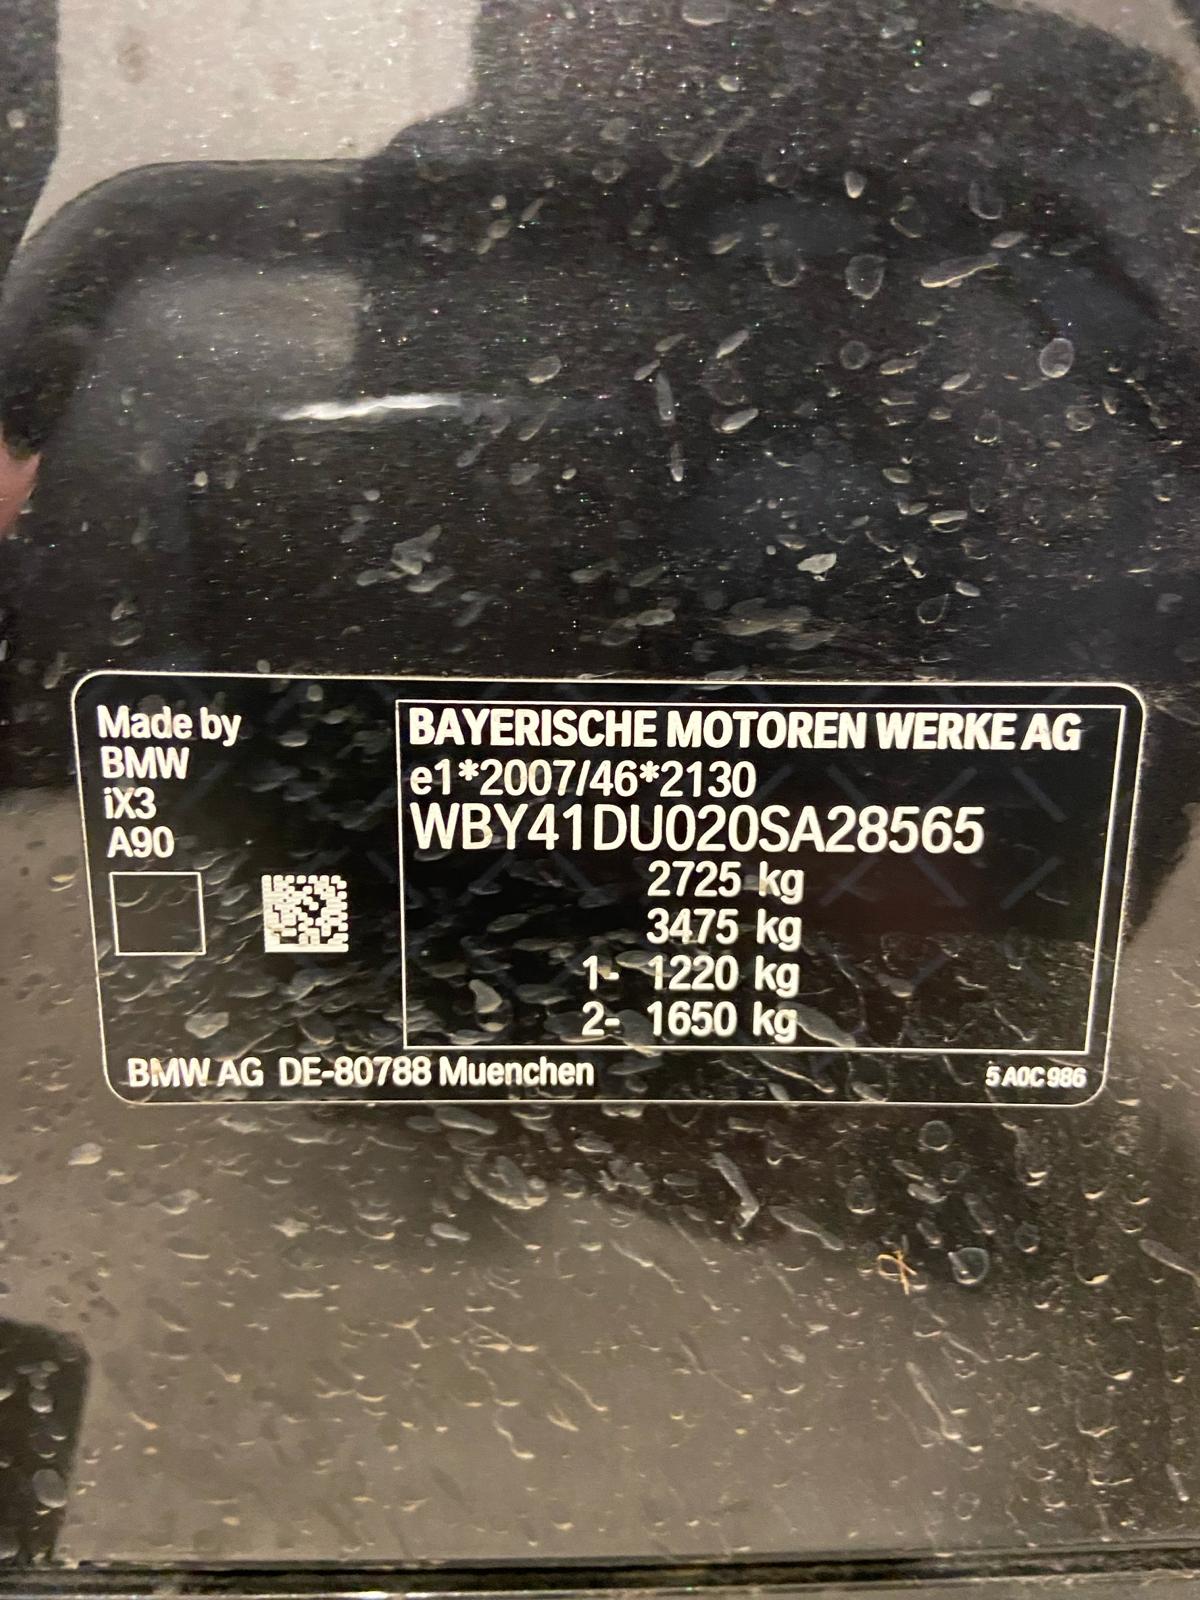 Made by
BMW
iX3
A90
BAYERISCHE MOTOREN WERKE AG
e1*2007/46*2130
WBY41DU020SA28565
2725 kg
3475 kg
1- 1220 kg
2- 1650 kg
BMW AG DE-80788 Muenchen
5 A0C 986